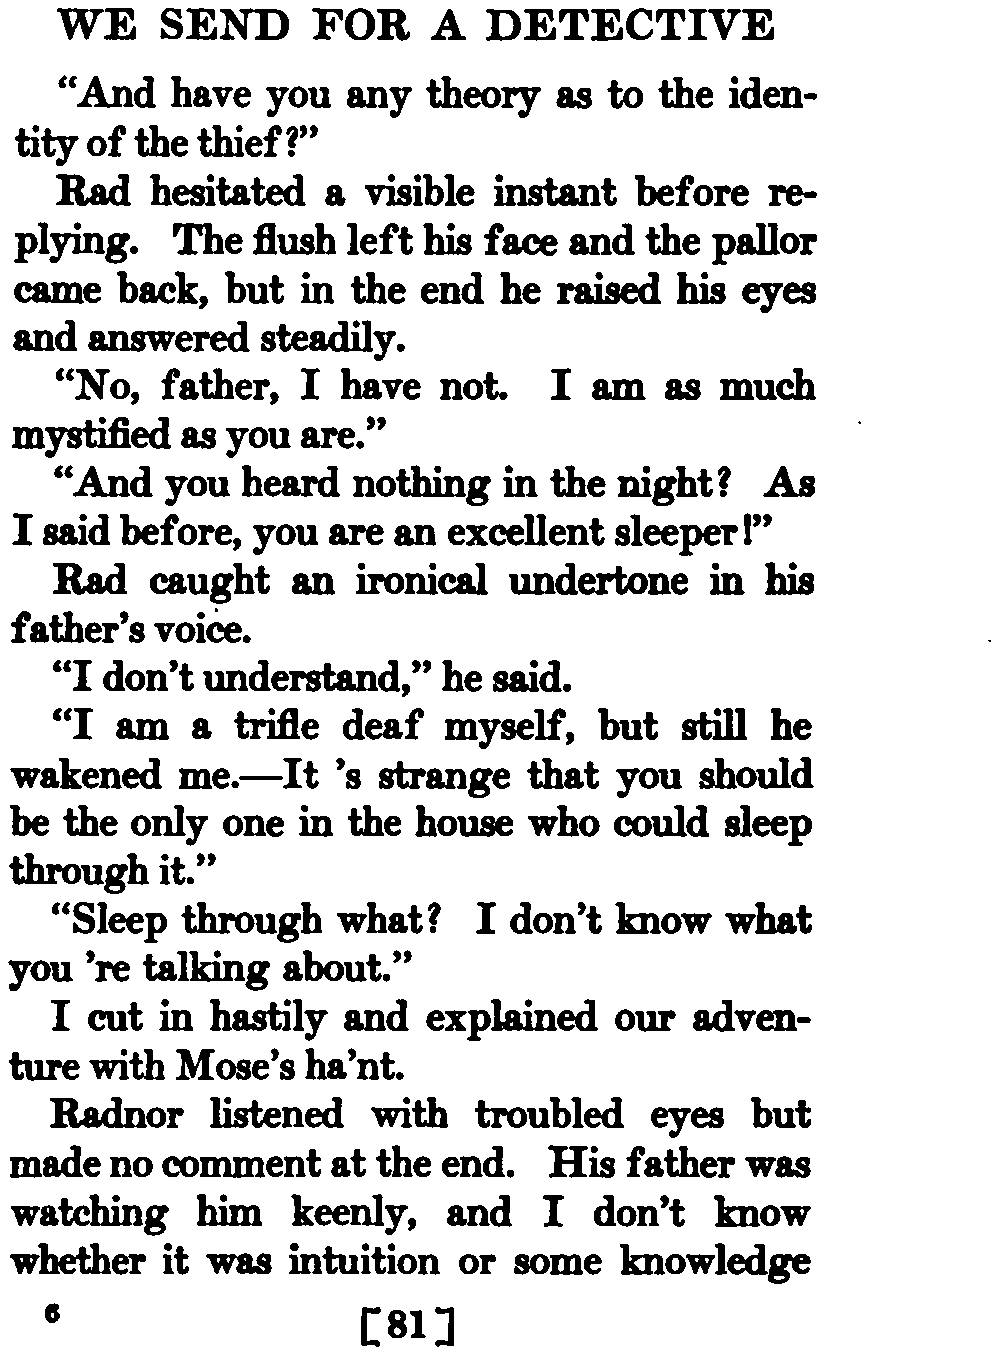 WE SEND FOR A DETECTIVE
“And have you any theory as to the iden-
tity of the thief?”
Rad hesitated a visible instant before re-
plying. The flush left his face and the pallor
came back, but in the end he raised his eyes
and answered steadily.
“No, father, I have not. I am as much
mystified as you are.”
“And you heard nothing in the night? As
I said before, you are an excellent sleeper!”
Rad caught an ironical undertone in his
father’s voice.
“I don’t understand,” he said.
“I am a trifle deaf myself, but still he
wakened me.—It ’s strange that you should
be the only one in the house who could sleep
through it.”
“Sleep through what? I don’t know what
you ’re talking about.”
I cut in hastily and explained our adven-
ture with Mose’s ha’nt.
Radnor listened with troubled eyes but
made no comment at the end. His father was
watching him keenly, and I don’t know
whether it was intuition or some knowledge
6 [81]